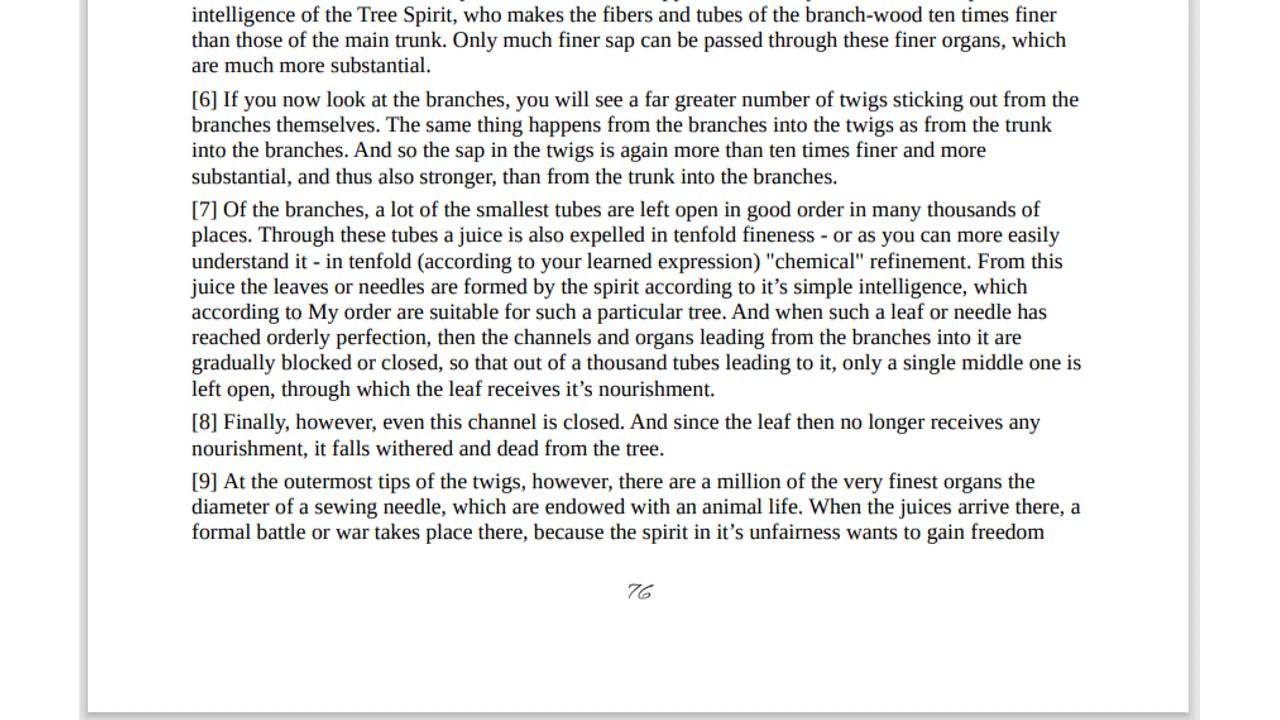 intelligence of the Tree Spirit, who makes the fibers and tubes of the branch-wood ten times finer
than those of the main trunk. Only much finer sap can be passed through these finer organs, which
are much more substantial.
[6] If you now look at the branches, you will see a far greater number of twigs sticking out from the
branches themselves. The same thing happens from the branches into the twigs as from the trunk
into the branches. And so the sap in the twigs is again more than ten times finer and more
substantial, and thus also stronger, than from the trunk into the branches.
[7] Of the branches, a lot of the smallest tubes are left open in good order in many thousands of
places. Through these tubes a juice is also expelled in tenfold fineness - or as you can more easily
understand it - in tenfold (according to your learned expression) "chemical" refinement. From this
juice the leaves or needles are formed by the spirit according to it’s simple intelligence, which
according to My order are suitable for such a particular tree. And when such a leaf or needle has
reached orderly perfection, then the channels and organs leading from the branches into it are
gradually blocked or closed, so that out of a thousand tubes leading to it, only a single middle one is
left open, through which the leaf receives it’s nourishment.
[8] Finally, however, even this channel is closed. And since the leaf then no longer receives any
nourishment, it falls withered and dead from the tree.
[9] At the outermost tips of the twigs, however, there are a million of the very finest organs the
diameter of a sewing needle, which are endowed with an animal life. When the juices arrive there, a
formal battle or war takes place there, because the spirit in it’s unfairness wants to gain freedom
76